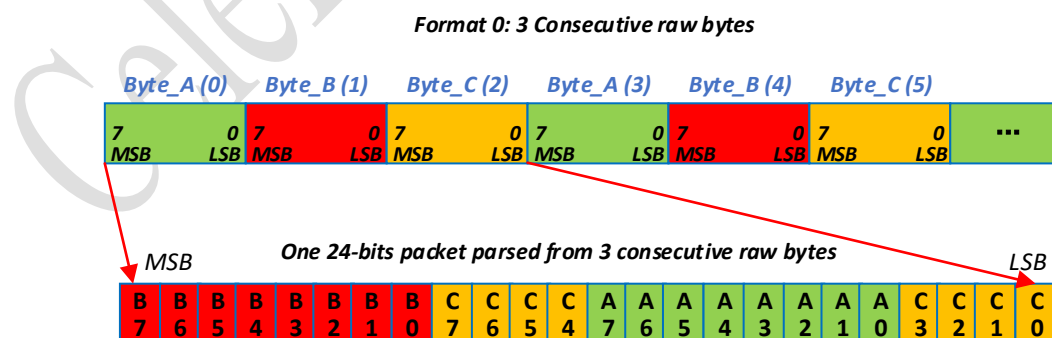 Format 0: 3 Consecutive raw bytes
Byte_A (0) Byte_B (1) Byte_C (2) Byte_A (3) Byte_B (4) Byte_C (5)
7 0 7 0 7 0 7 0 7 0 7 0 ...
MSB LSB MSB LSB MSB LSB MSB LSB MSB LSB MSB LSB
One 24-bits packet parsed from 3 consecutive raw bytes
MSB LSB
B B B B B B B B C C C C A A A A A A A A C C C C
7 6 5 4 3 2 1 0 7 6 5 4 7 6 5 4 3 2 1 0 3 2 1 0